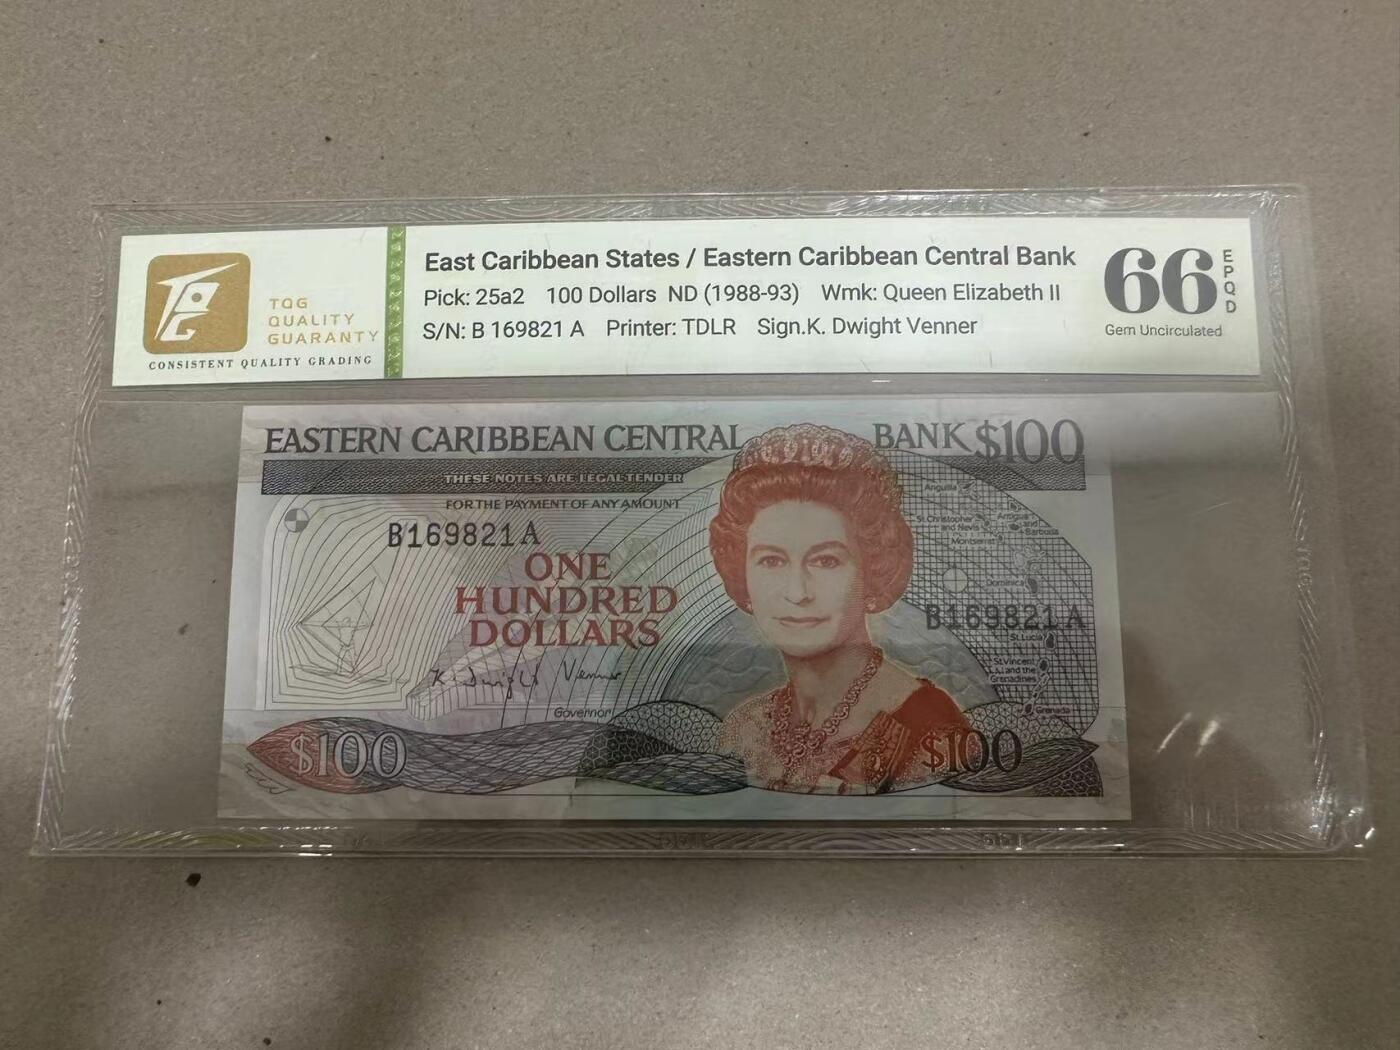 TQG
QUALITY
GUARANTY
CONSISTENT QUALITY GRADING
East Caribbean States / Eastern Caribbean Central Bank
Pick: 25a2 100 Dollars ND (1988-93) Wmk: Queen Elizabeth II
S/N: B 169821 A Printer: TDLR Sign.K. Dwight Venner
66
EPQD
Gem Uncirculated
EASTERN CARIBBEAN CENTRAL BANK $100
THESE NOTES ARE LEGAL TENDER
FOR THE PAYMENT OF ANY AMOUNT
B169821A
ONE
HUNDRED
DOLLARS
K Dwight Venner
Governor
$100
Anguilla
St.Christopher
and Nevis
Antigua
and
Barbuda
Montserrat
Dominica
B169821A
St.Lucia
St.Vincent
and the
Grenadines
Grenada
$100